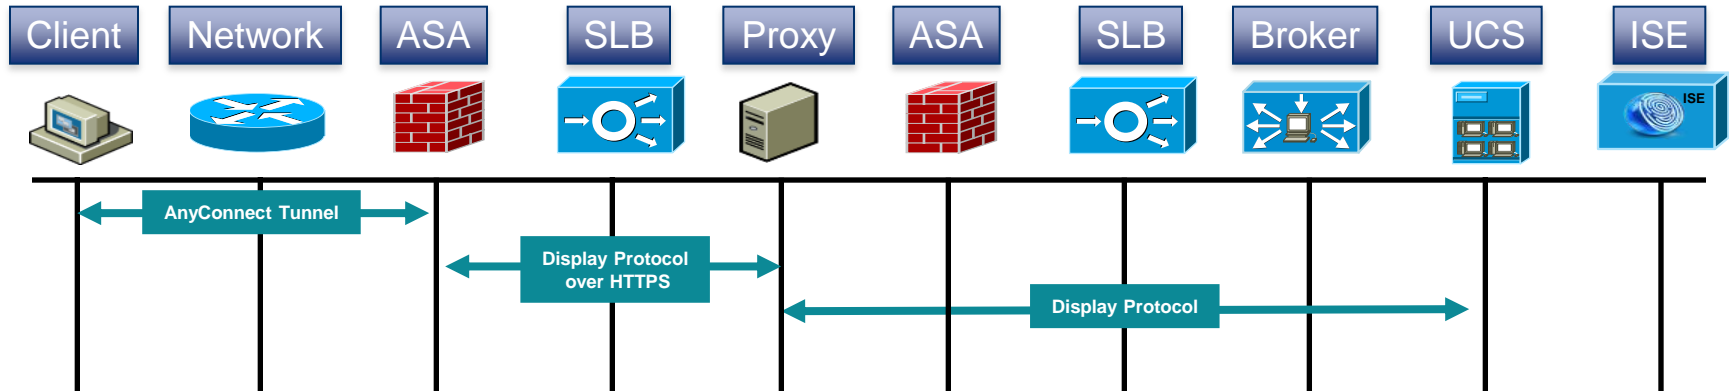 Client Network ASA SLB Proxy ASA SLB Broker UCS ISE
ISE
AnyConnect Tunnel
Display Protocol
over HTTPS
Display Protocol